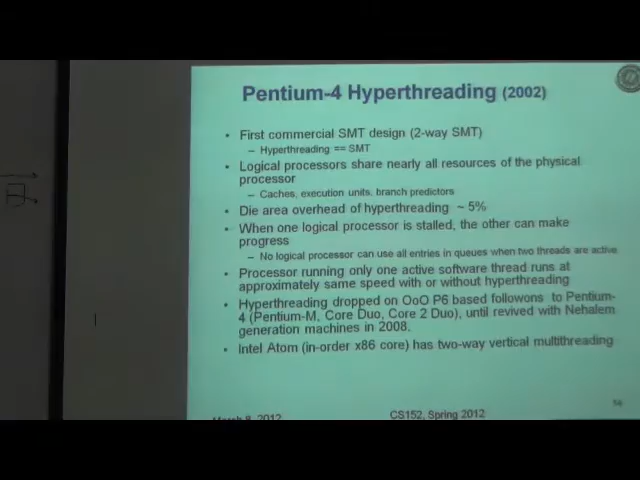 Pentium-4 Hyperthreading (2002)
• First commercial SMT design (2-way SMT)
– Hyperthreading == SMT
• Logical processors share nearly all resources of the physical
processor
– Caches, execution units, branch predictors
• Die area overhead of hyperthreading ~ 5%
• When one logical processor is stalled, the other can make
progress
– No logical processor can use all entries in queues when two threads are active
• Processor running only one active software thread runs at
approximately same speed with or without hyperthreading
• Hyperthreading dropped on OoO P6 based followons to Pentium-
4 (Pentium-M, Core Duo, Core 2 Duo), until revived with Nehalem
generation machines in 2008.
• Intel Atom (in-order x86 core) has two-way vertical multithreading
March 8, 2012
CS152, Spring 2012